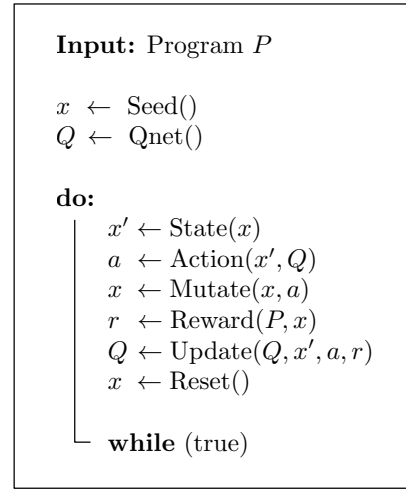 Input: Program P
x ← Seed()
Q ← Qnet()
do:
x′ ← State(x)
a ← Action(x′, Q)
x ← Mutate(x, a)
r ← Reward(P, x)
Q ← Update(Q, x′, a, r)
x ← Reset()
while (true)